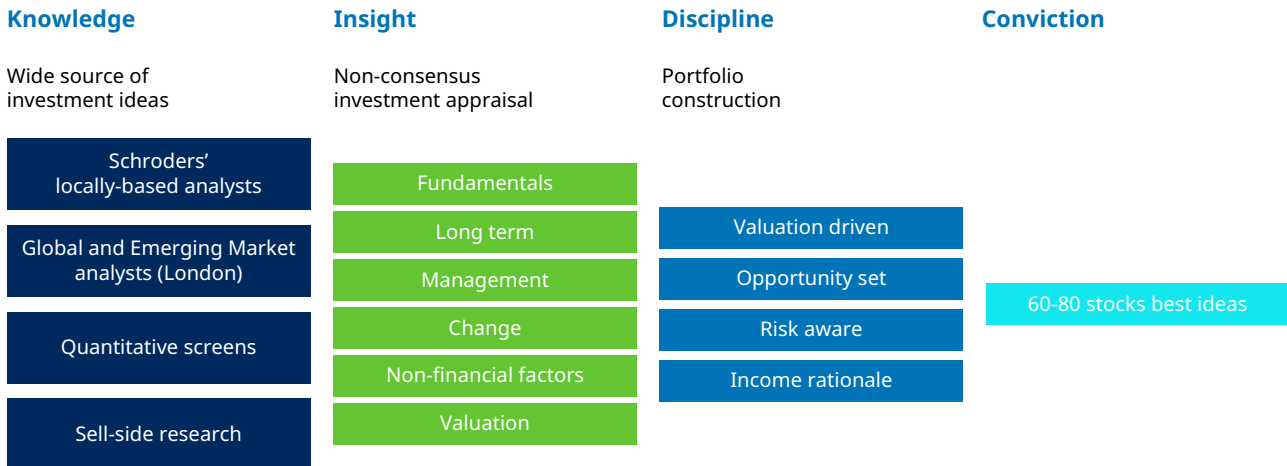 Knowledge
Wide source of
investment ideas
Schroders’
locally-based analysts
Global and Emerging Market
analysts (London)
Quantitative screens
Sell-side research
Insight
Non-consensus
investment appraisal
Fundamentals
Long term
Management
Change
Non-financial factors
Valuation
Discipline
Portfolio
construction
Valuation driven
Opportunity set
Risk aware
Income rationale
Conviction
60-80 stocks best ideas